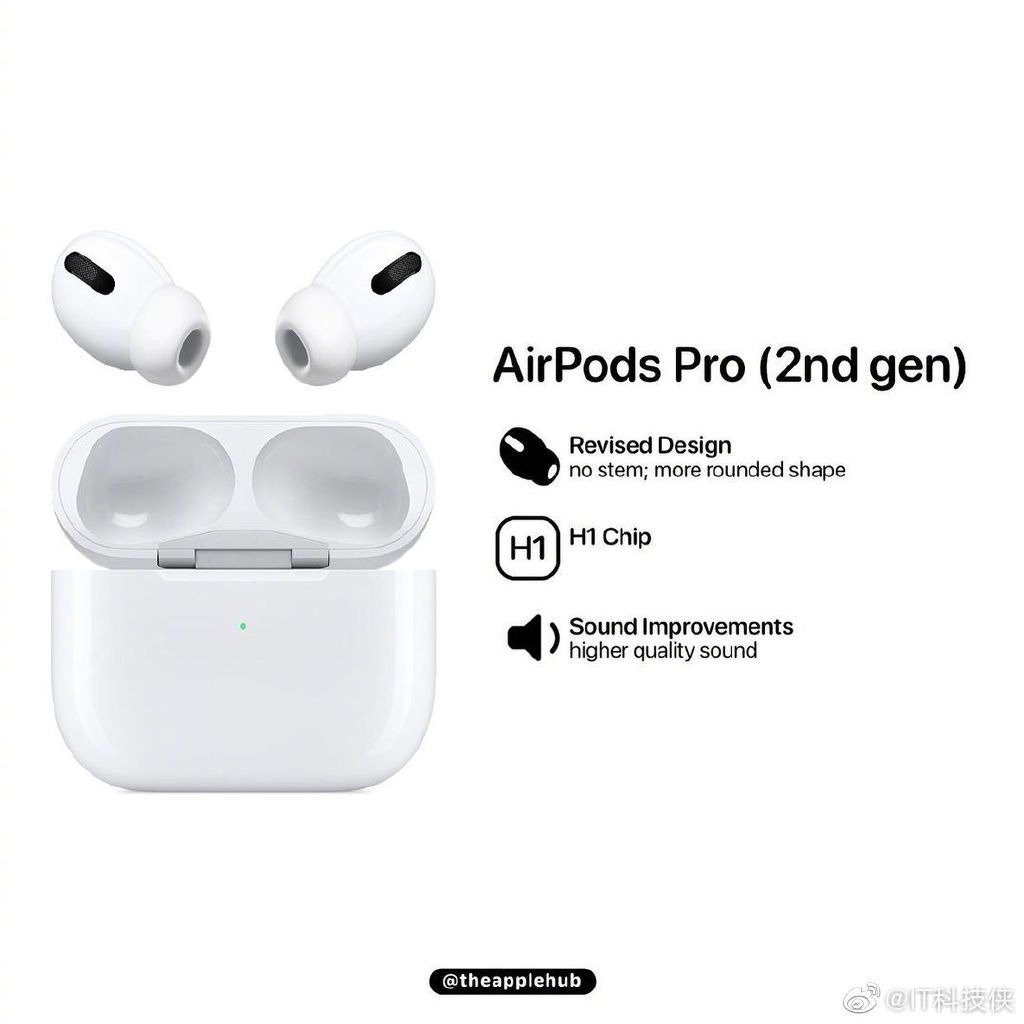 AirPods Pro (2nd gen)
Revised Design
no stem; more rounded shape
H1
H1 Chip
Sound Improvements
higher quality sound
@theapplehub
@IT科技侠